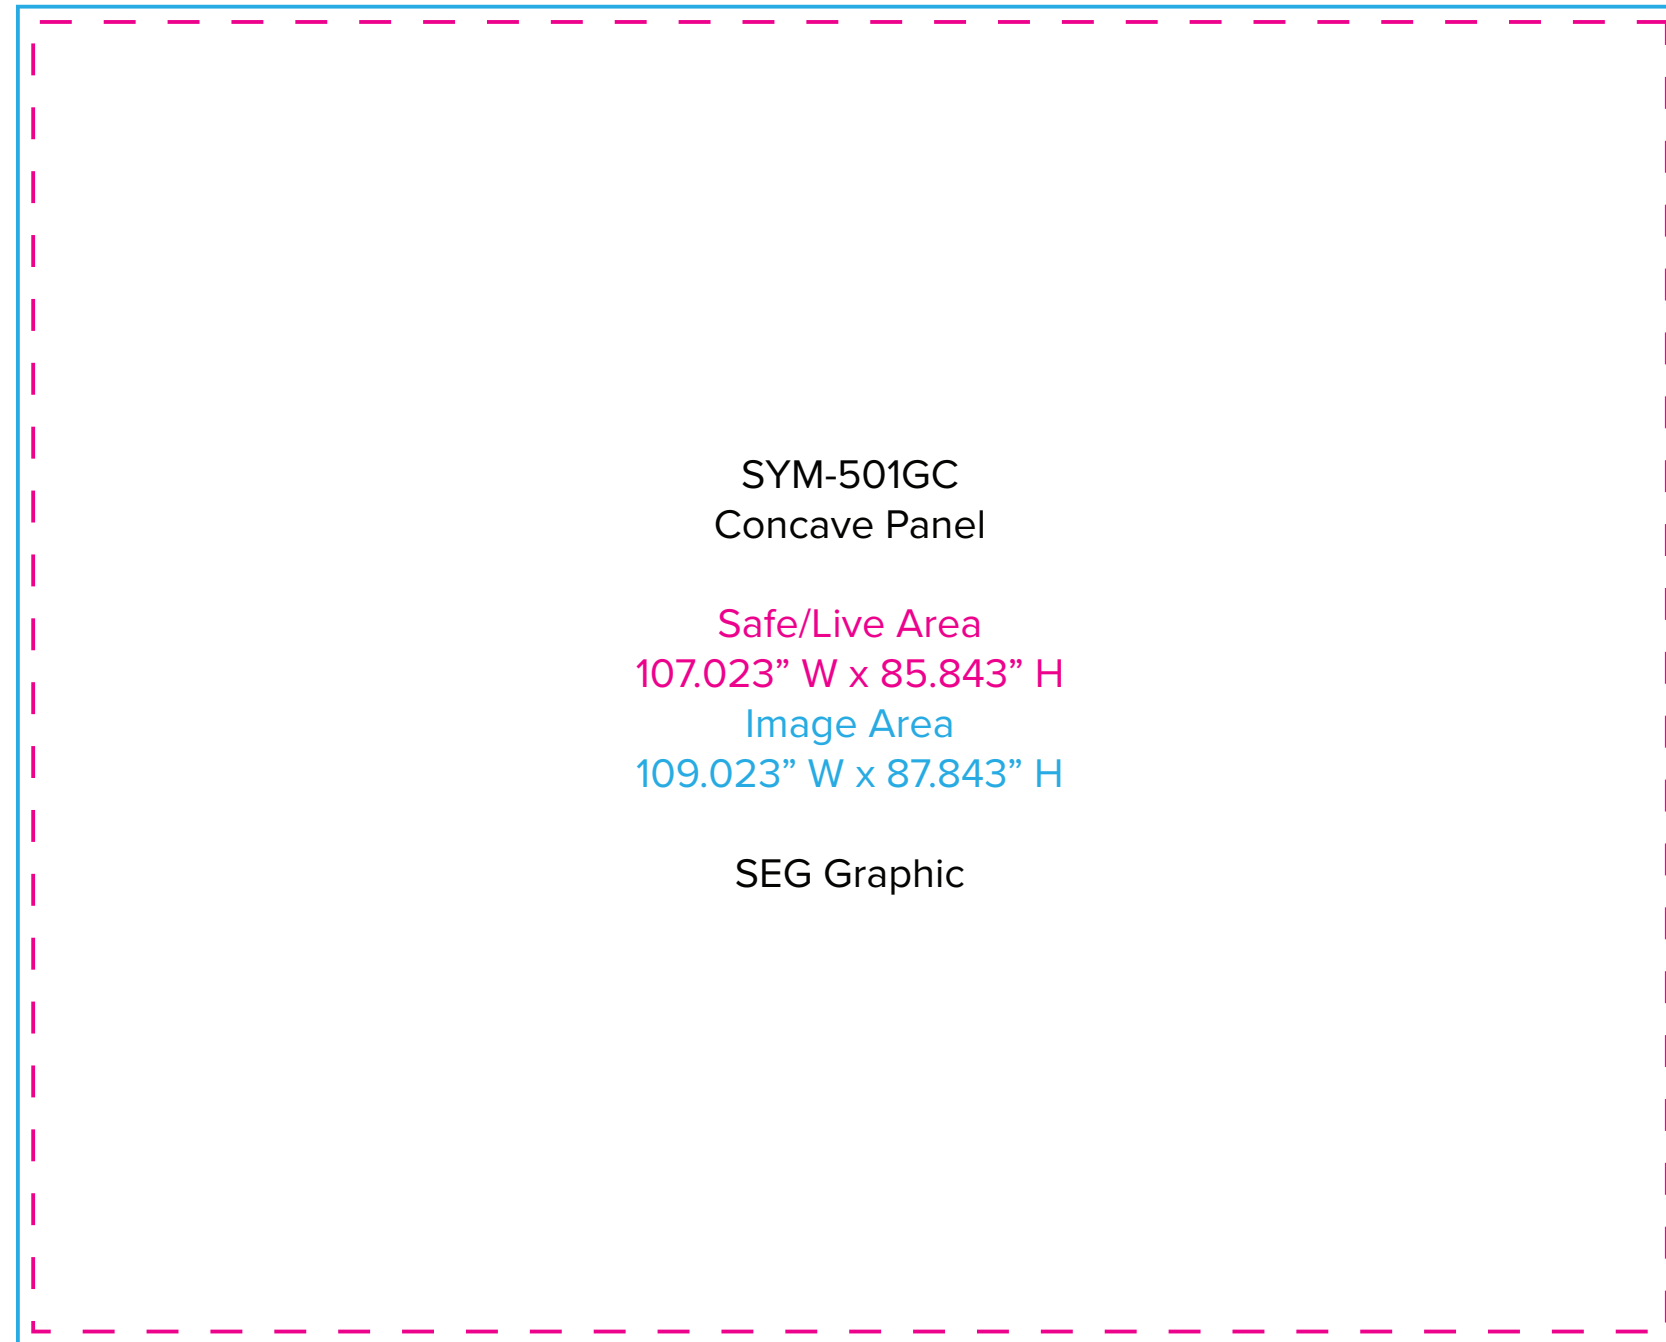 SYM-501GC
Concave Panel
Safe/Live Area
107.023” W x 85.843” H
Image Area
109.023” W x 87.843” H
SEG Graphic